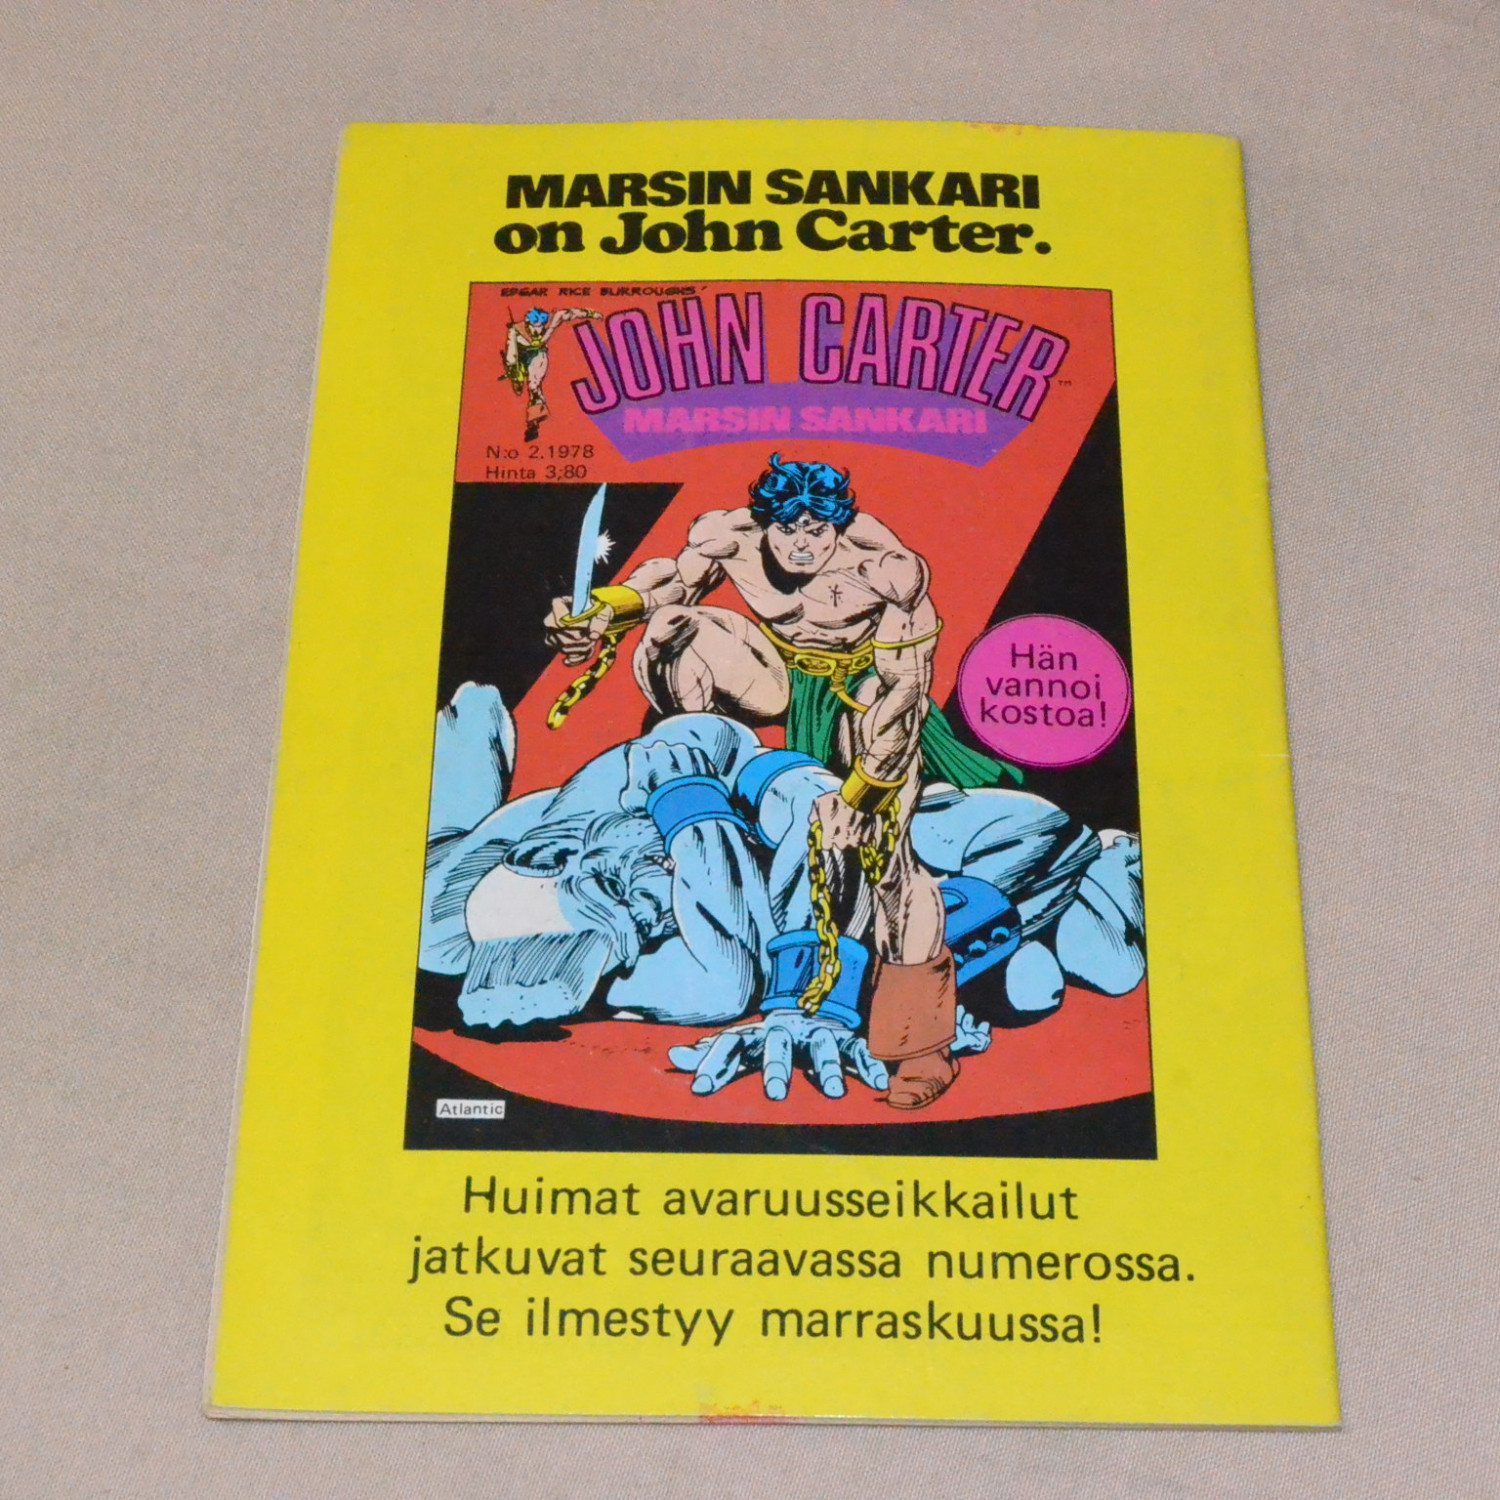 MARSIN SANKARI
on John Carter.
EDGAR RICE BURROUGHS'
JOHN CARTER™
MARSIN SANKARI
N:o 2.1978
Hinta 3;80
Hän
vannoi
kostoa!
Atlantic
Huimat avaruusseikkailut
jatkuvat seuraavassa numerossa.
Se ilmestyy marraskuussa!